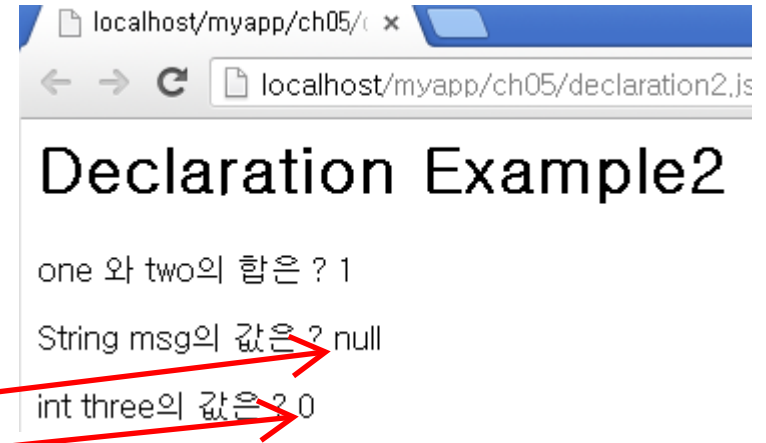 localhost/myapp/ch05/
localhost/myapp/ch05/declaration2.js
Declaration Example2
one 와 two의 합은 ? 1
String msg의 값은 ? null
int three의 값은 ? 0